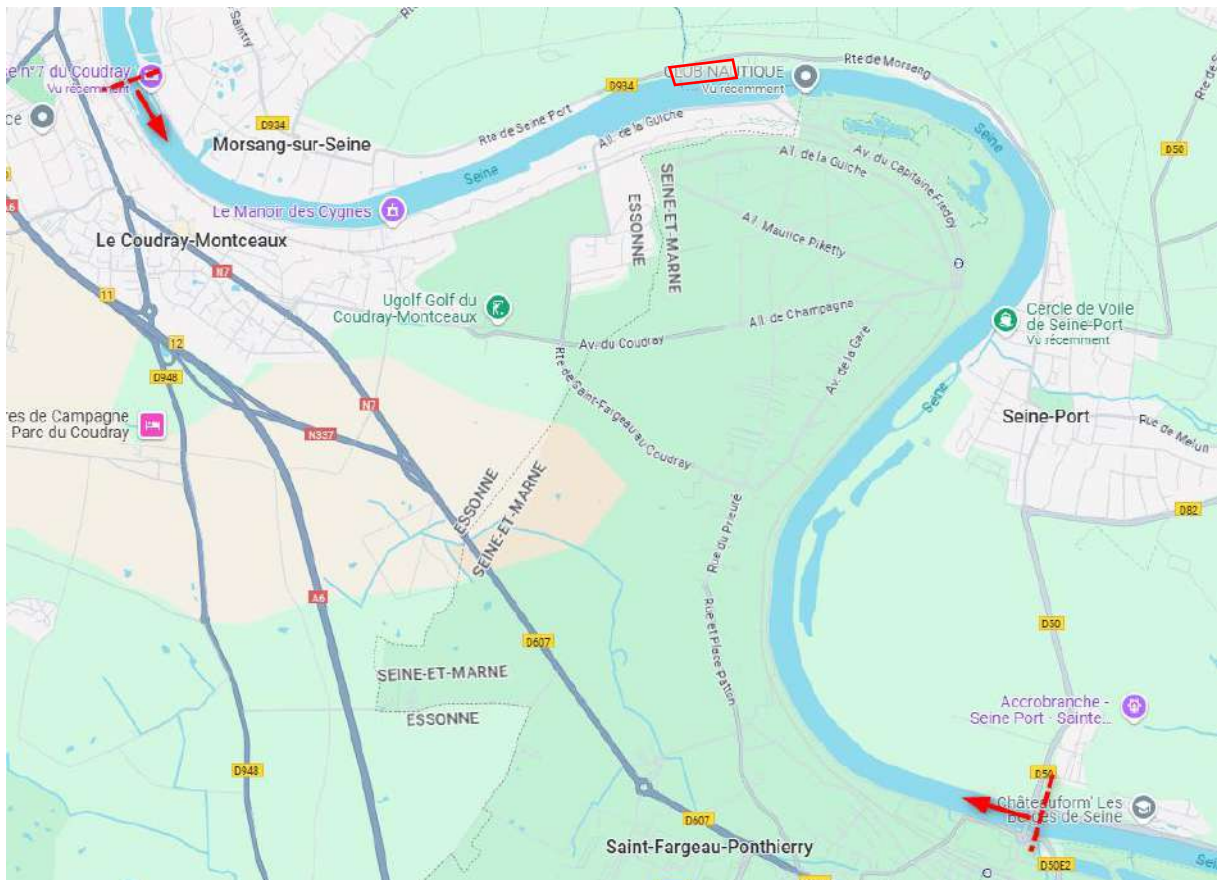 Saintry
n°7 du Coudray
Vu récemment
CLUB NAUTIQUE
Vu récemment
Rte de Morsang
D934
D934
Morsang-sur-Seine
Rte de Seine Port
All. de la Guiche
Seine
Seine
D50
All. de la Guiche
Av. du Capitaine-Fredoy
SEINE-ET-MARNE
ESSONNE
Le Manoir des Cygnes
A6
Le Coudray-Montceaux
All. Maurice Piketty
N7
11
Ugolf Golf du
Coudray-Montceaux
All. de Champagne
Cercle de Voile
de Seine-Port
Vu récemment
12
Av. du Coudray
Av. de la Gare
D948
Rte de Saint-Fargeau au Coudray
Seine
N7
res de Campagne
Parc du Coudray
N337
Seine-Port
Rue de Melun
ESSONNE
SEINE-ET-MARNE
D82
Rue du Prieuré
A6
Rue et Place Patton
D50
D607
SEINE-ET-MARNE
ESSONNE
Accrobranche -
Seine Port - Sainte...
D948
D50
Châteauform' Les
Berges de Seine
D607
Saint-Fargeau-Ponthierry
D50E2